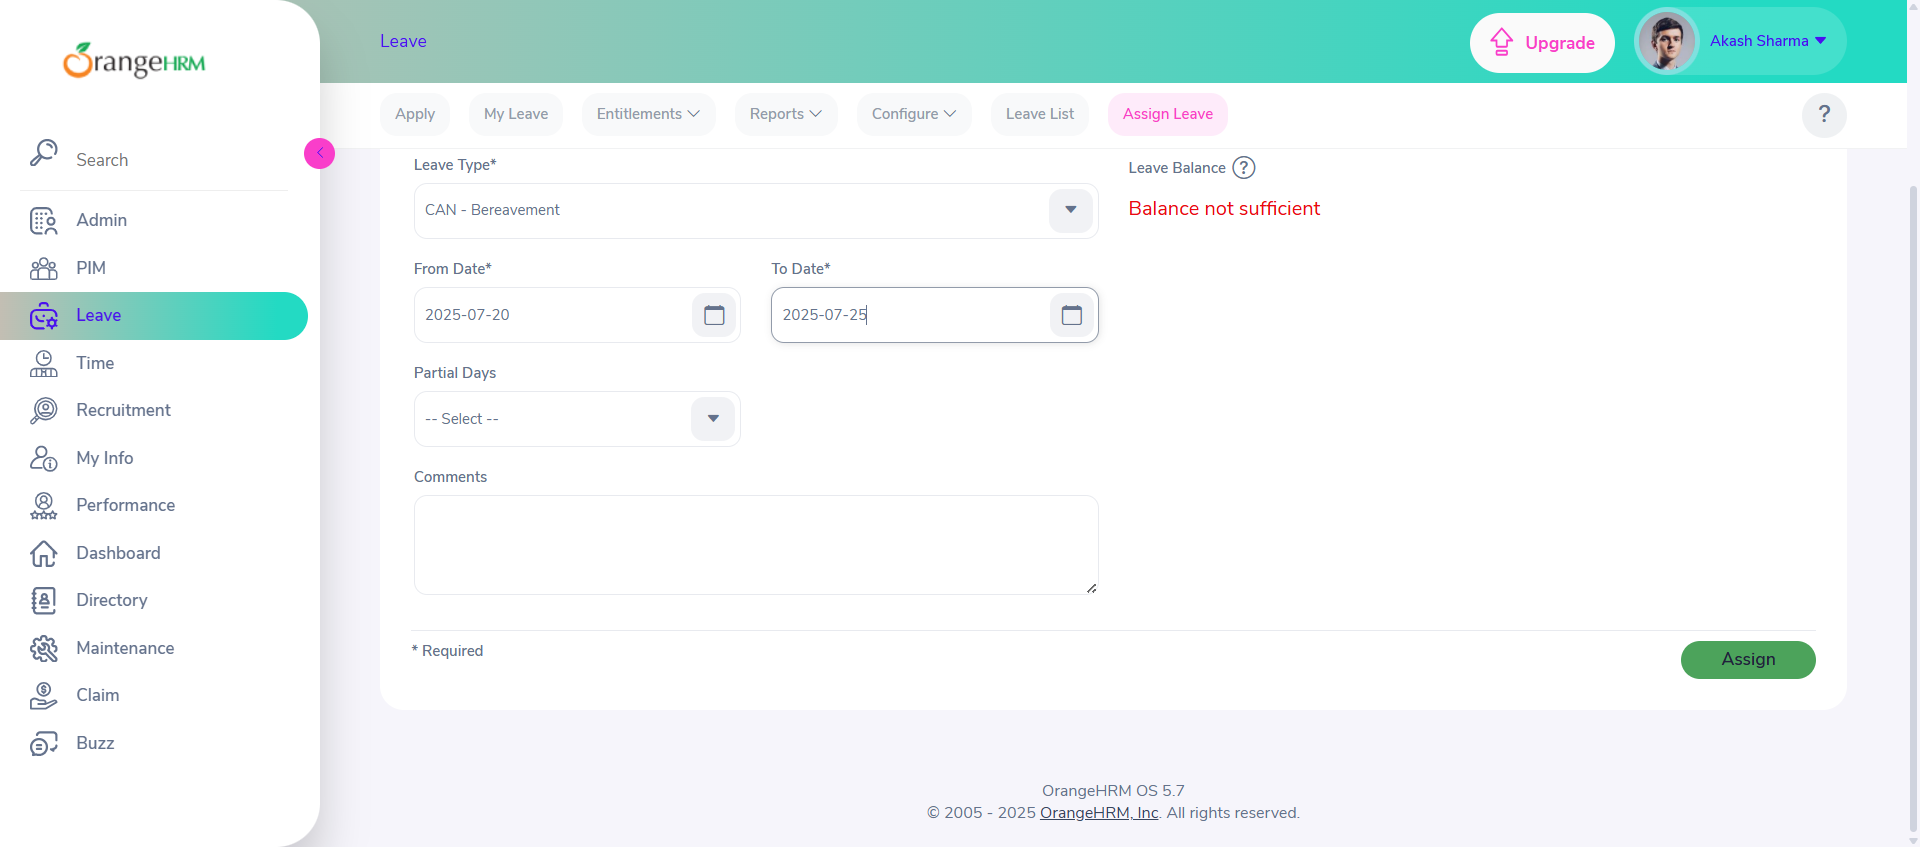 OrangeHRM
Search
Admin
PIM
Leave
Time
Recruitment
My Info
Performance
Dashboard
Directory
Maintenance
Claim
Buzz
Leave
Upgrade
Akash Sharma
Apply
My Leave
Entitlements
Reports
Configure
Leave List
Assign Leave
?
Leave Type*
CAN - Bereavement
Leave Balance ?
Balance not sufficient
From Date*
2025-07-20
To Date*
2025-07-25
Partial Days
-- Select --
Comments
* Required
Assign
OrangeHRM OS 5.7
© 2005 - 2025 OrangeHRM, Inc. All rights reserved.